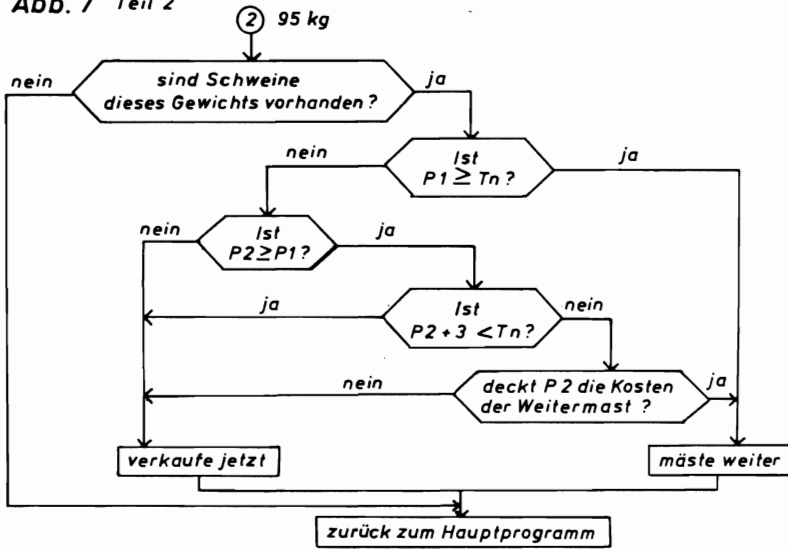 Abb. 7 Teil 2
2 95 kg
nein
sind Schweine
dieses Gewichts vorhanden?
ja
nein
Ist
P1 ≥ Tn?
ja
nein
Ist
P2≥P1?
ja
ja
Ist
P2+3 <Tn?
nein
nein
deckt P2 die Kosten
der Weitermast ?
ja
verkaufe jetzt
mäste weiter
zurück zum Hauptprogramm